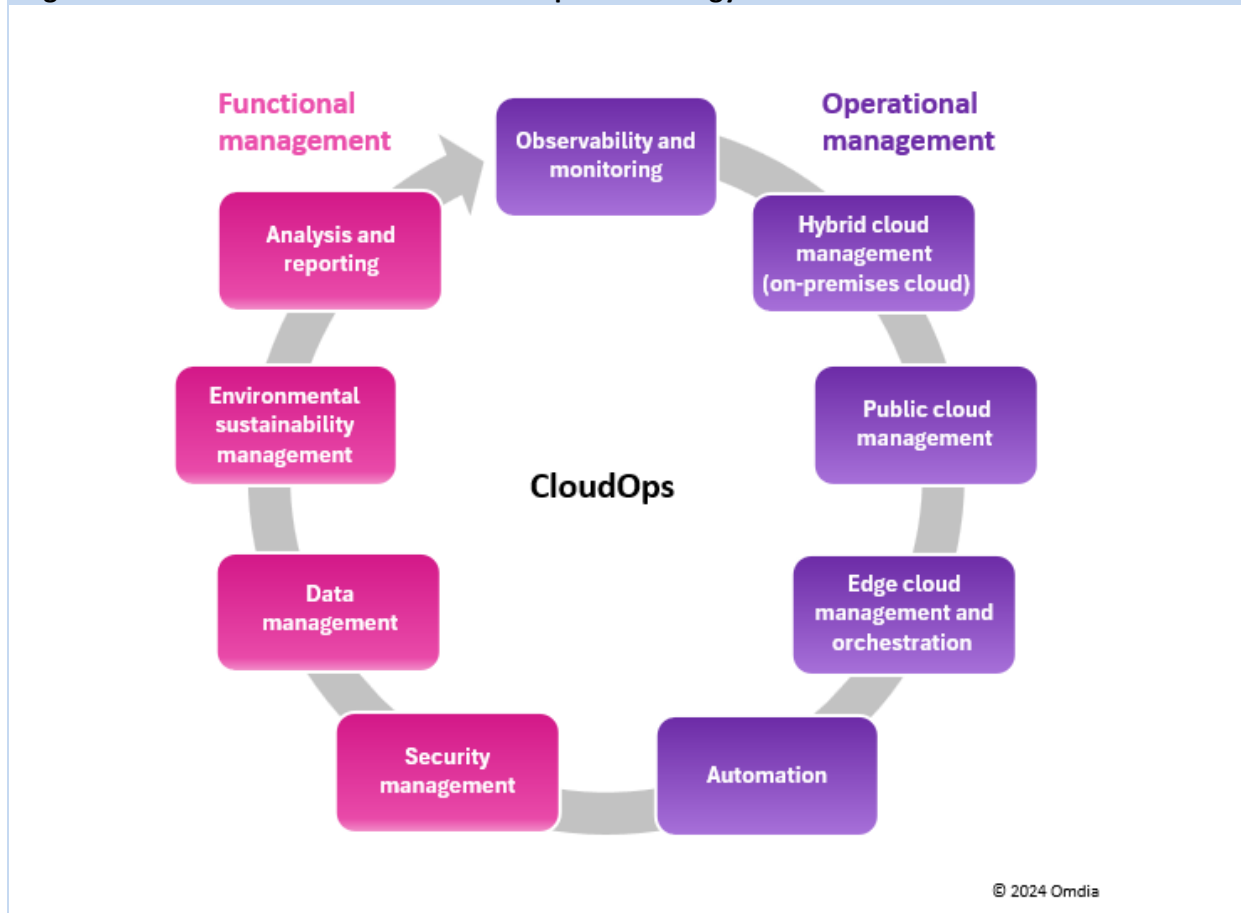 Functional
management
Operational
management
Observability and
monitoring
Hybrid cloud
management
(on-premises cloud)
Public cloud
management
Edge cloud
management and
orchestration
Automation
Security
management
Data
management
Environmental
sustainability
management
Analysis and
reporting
CloudOps
© 2024 Omdia